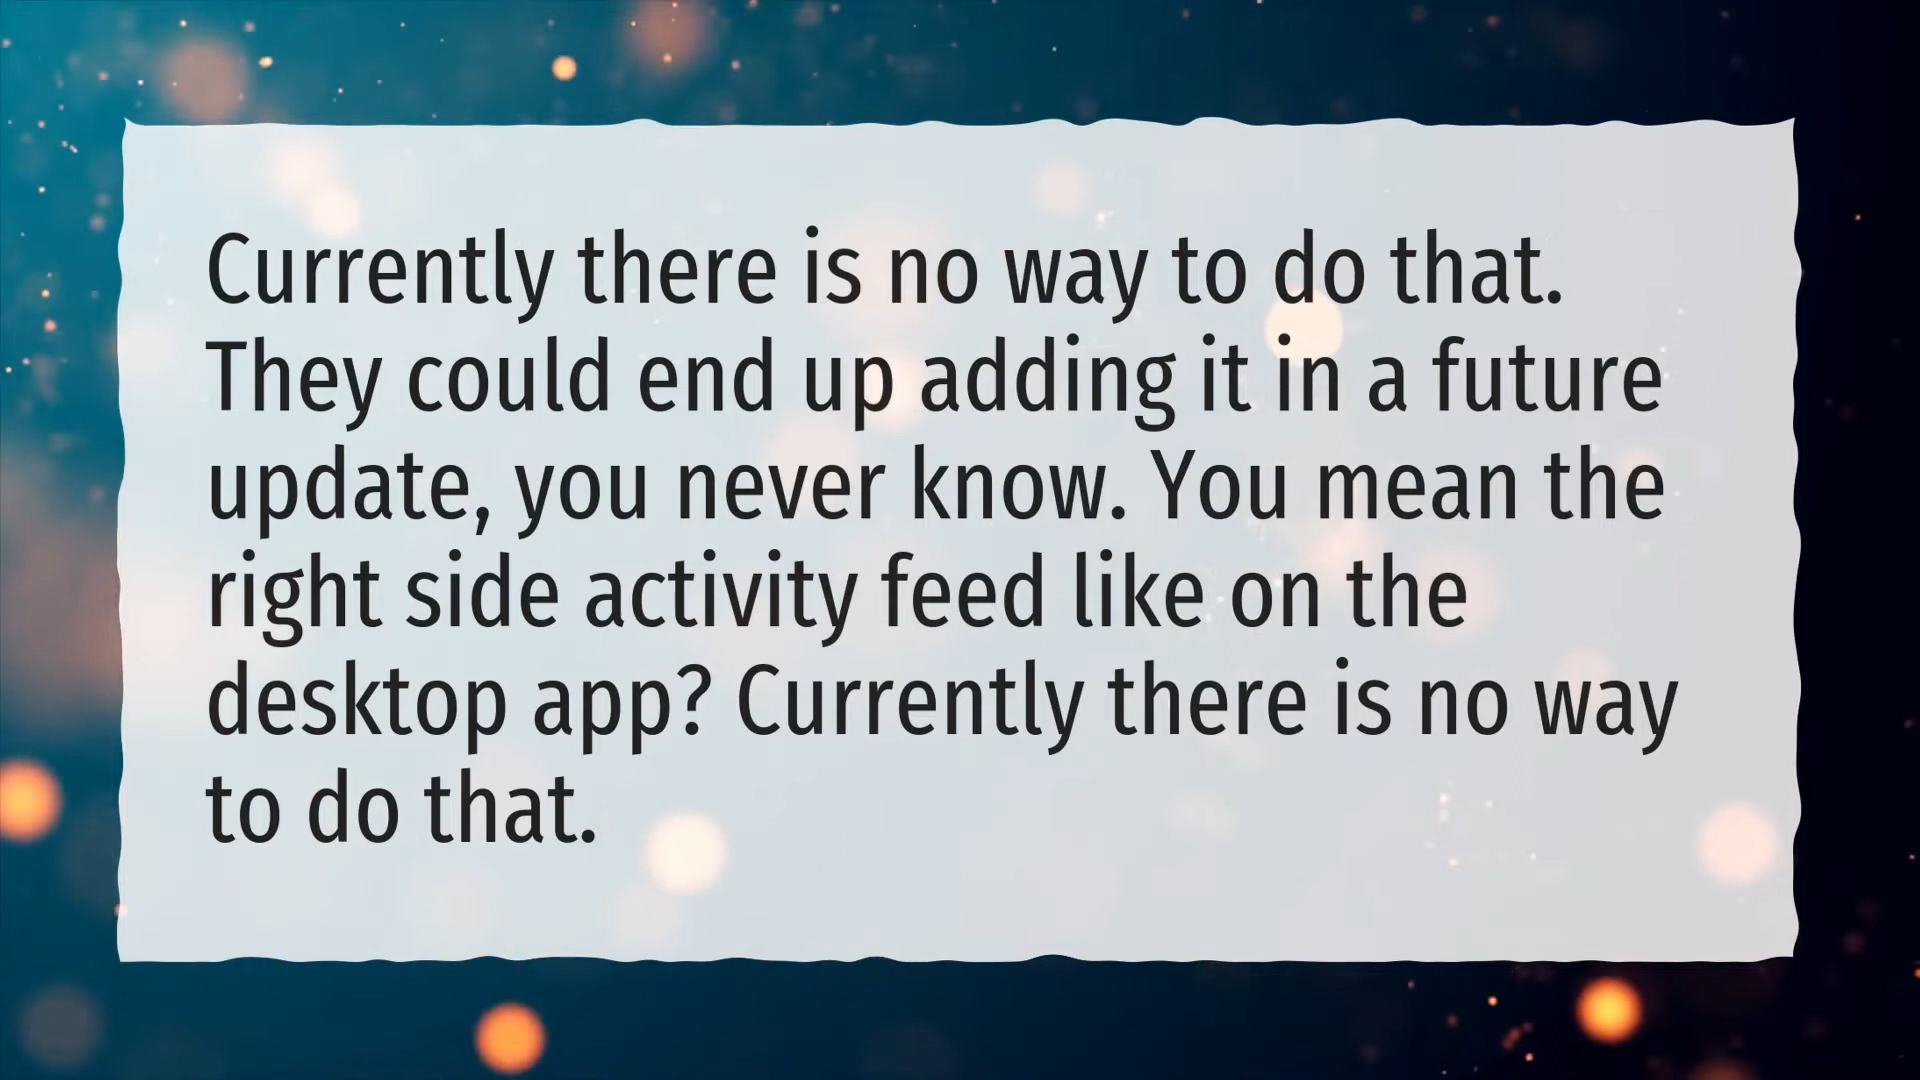 Currently there is no way to do that.
They could end up adding it in a future
update, you never know. You mean the
right side activity feed like on the
desktop app? Currently there is no way
to do that.